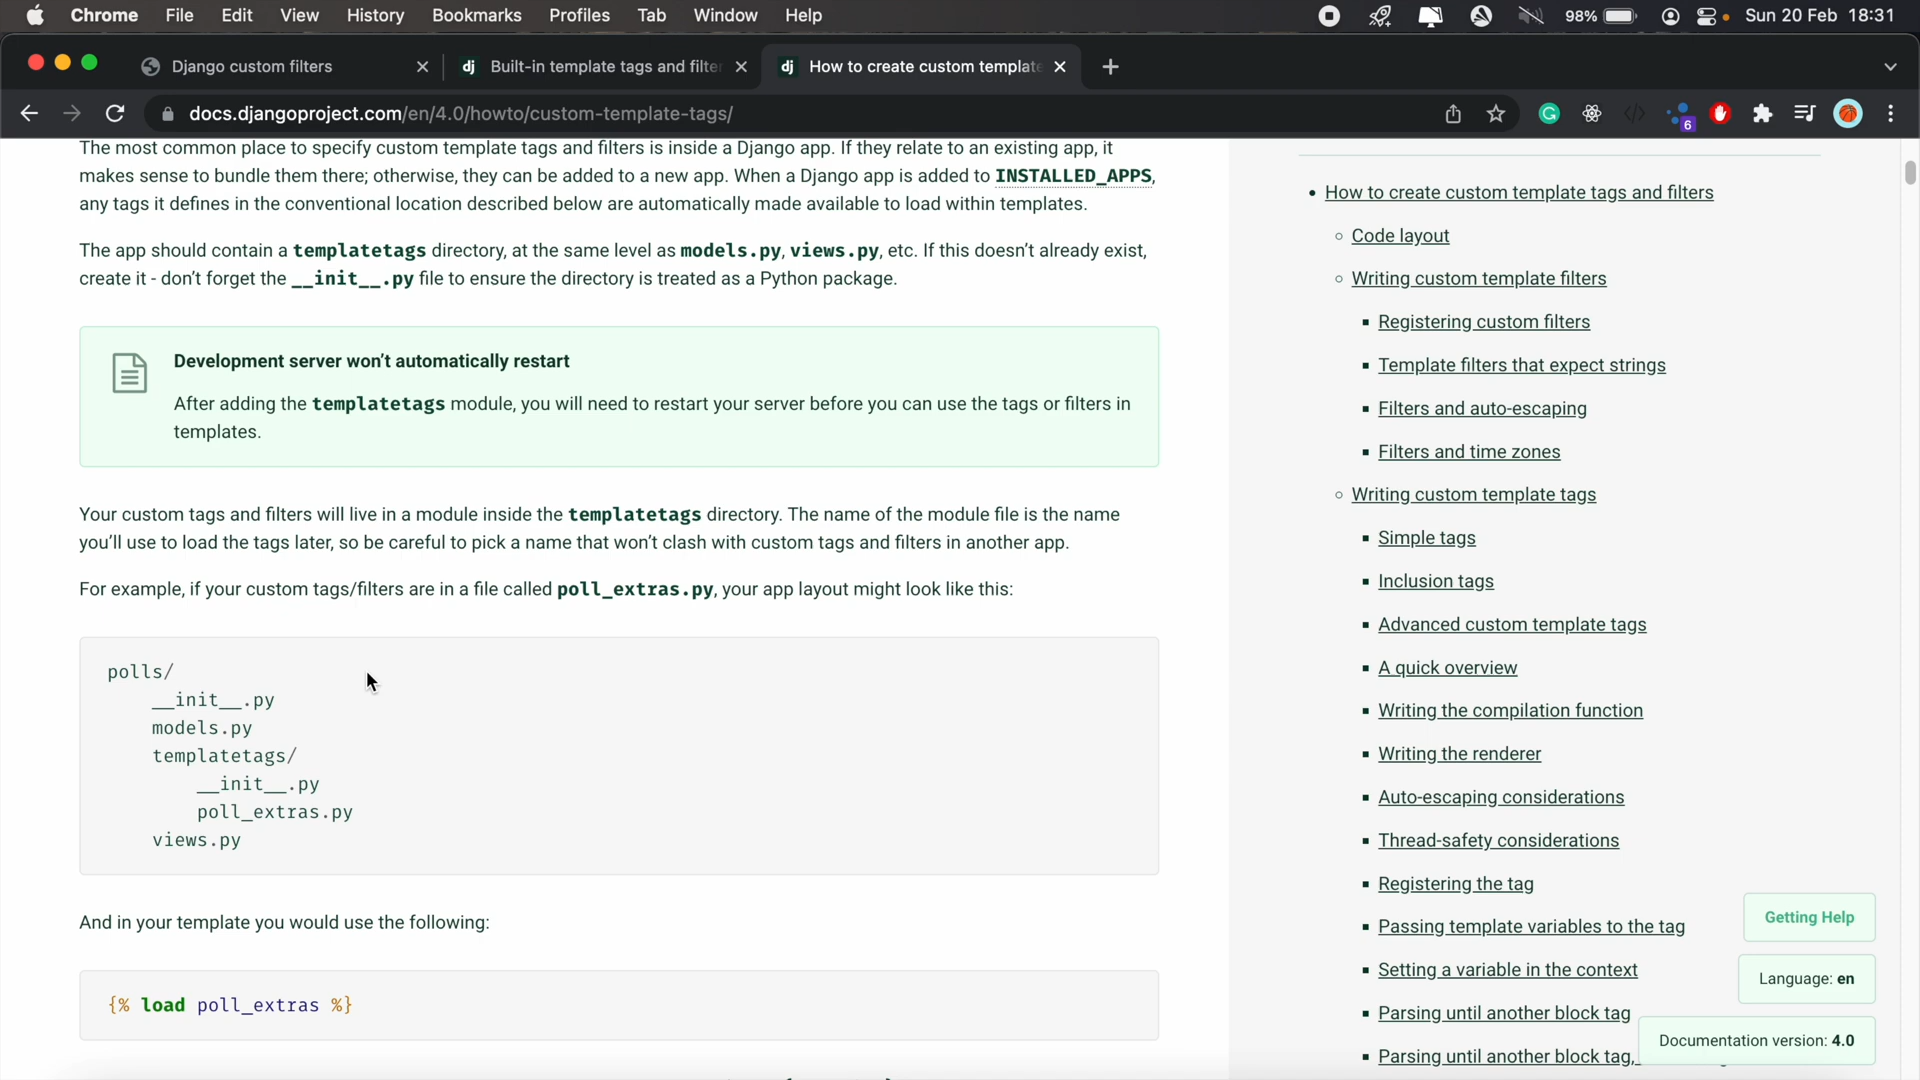 Chrome File Edit View History Bookmarks Profiles Tab Window Help 98% Sun 20 Feb 18:31
Django custom filters
Built-in template tags and filter
How to create custom template
docs.djangoproject.com/en/4.0/howto/custom-template-tags/
6
The most common place to specify custom template tags and filters is inside a Django app. If they relate to an existing app, it
makes sense to bundle them there; otherwise, they can be added to a new app. When a Django app is added to INSTALLED_APPS,
any tags it defines in the conventional location described below are automatically made available to load within templates.
The app should contain a templatetags directory, at the same level as models.py, views.py, etc. If this doesn't already exist,
create it - don't forget the __init__.py file to ensure the directory is treated as a Python package.
Development server won't automatically restart
After adding the templatetags module, you will need to restart your server before you can use the tags or filters in
templates.
Your custom tags and filters will live in a module inside the templatetags directory. The name of the module file is the name
you'll use to load the tags later, so be careful to pick a name that won't clash with custom tags and filters in another app.
For example, if your custom tags/filters are in a file called poll_extras.py, your app layout might look like this:
polls/
__init__.py
models.py
templatetags/
__init__.py
poll_extras.py
views.py
And in your template you would use the following:
{% load poll_extras %}
How to create custom template tags and filters
Code layout
Writing custom template filters
Registering custom filters
Template filters that expect strings
Filters and auto-escaping
Filters and time zones
Writing custom template tags
Simple tags
Inclusion tags
Advanced custom template tags
A quick overview
Writing the compilation function
Writing the renderer
Auto-escaping considerations
Thread-safety considerations
Registering the tag
Passing template variables to the tag
Setting a variable in the context
Parsing until another block tag
Parsing until another block tag,
Getting Help
Language: en
Documentation version: 4.0